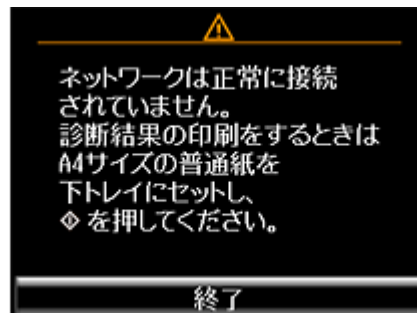 ネットワークは正常に接続
されていません。
診断結果の印刷をするときは
A4サイズの普通紙を
下トレイにセットし、
を押してください。
終了